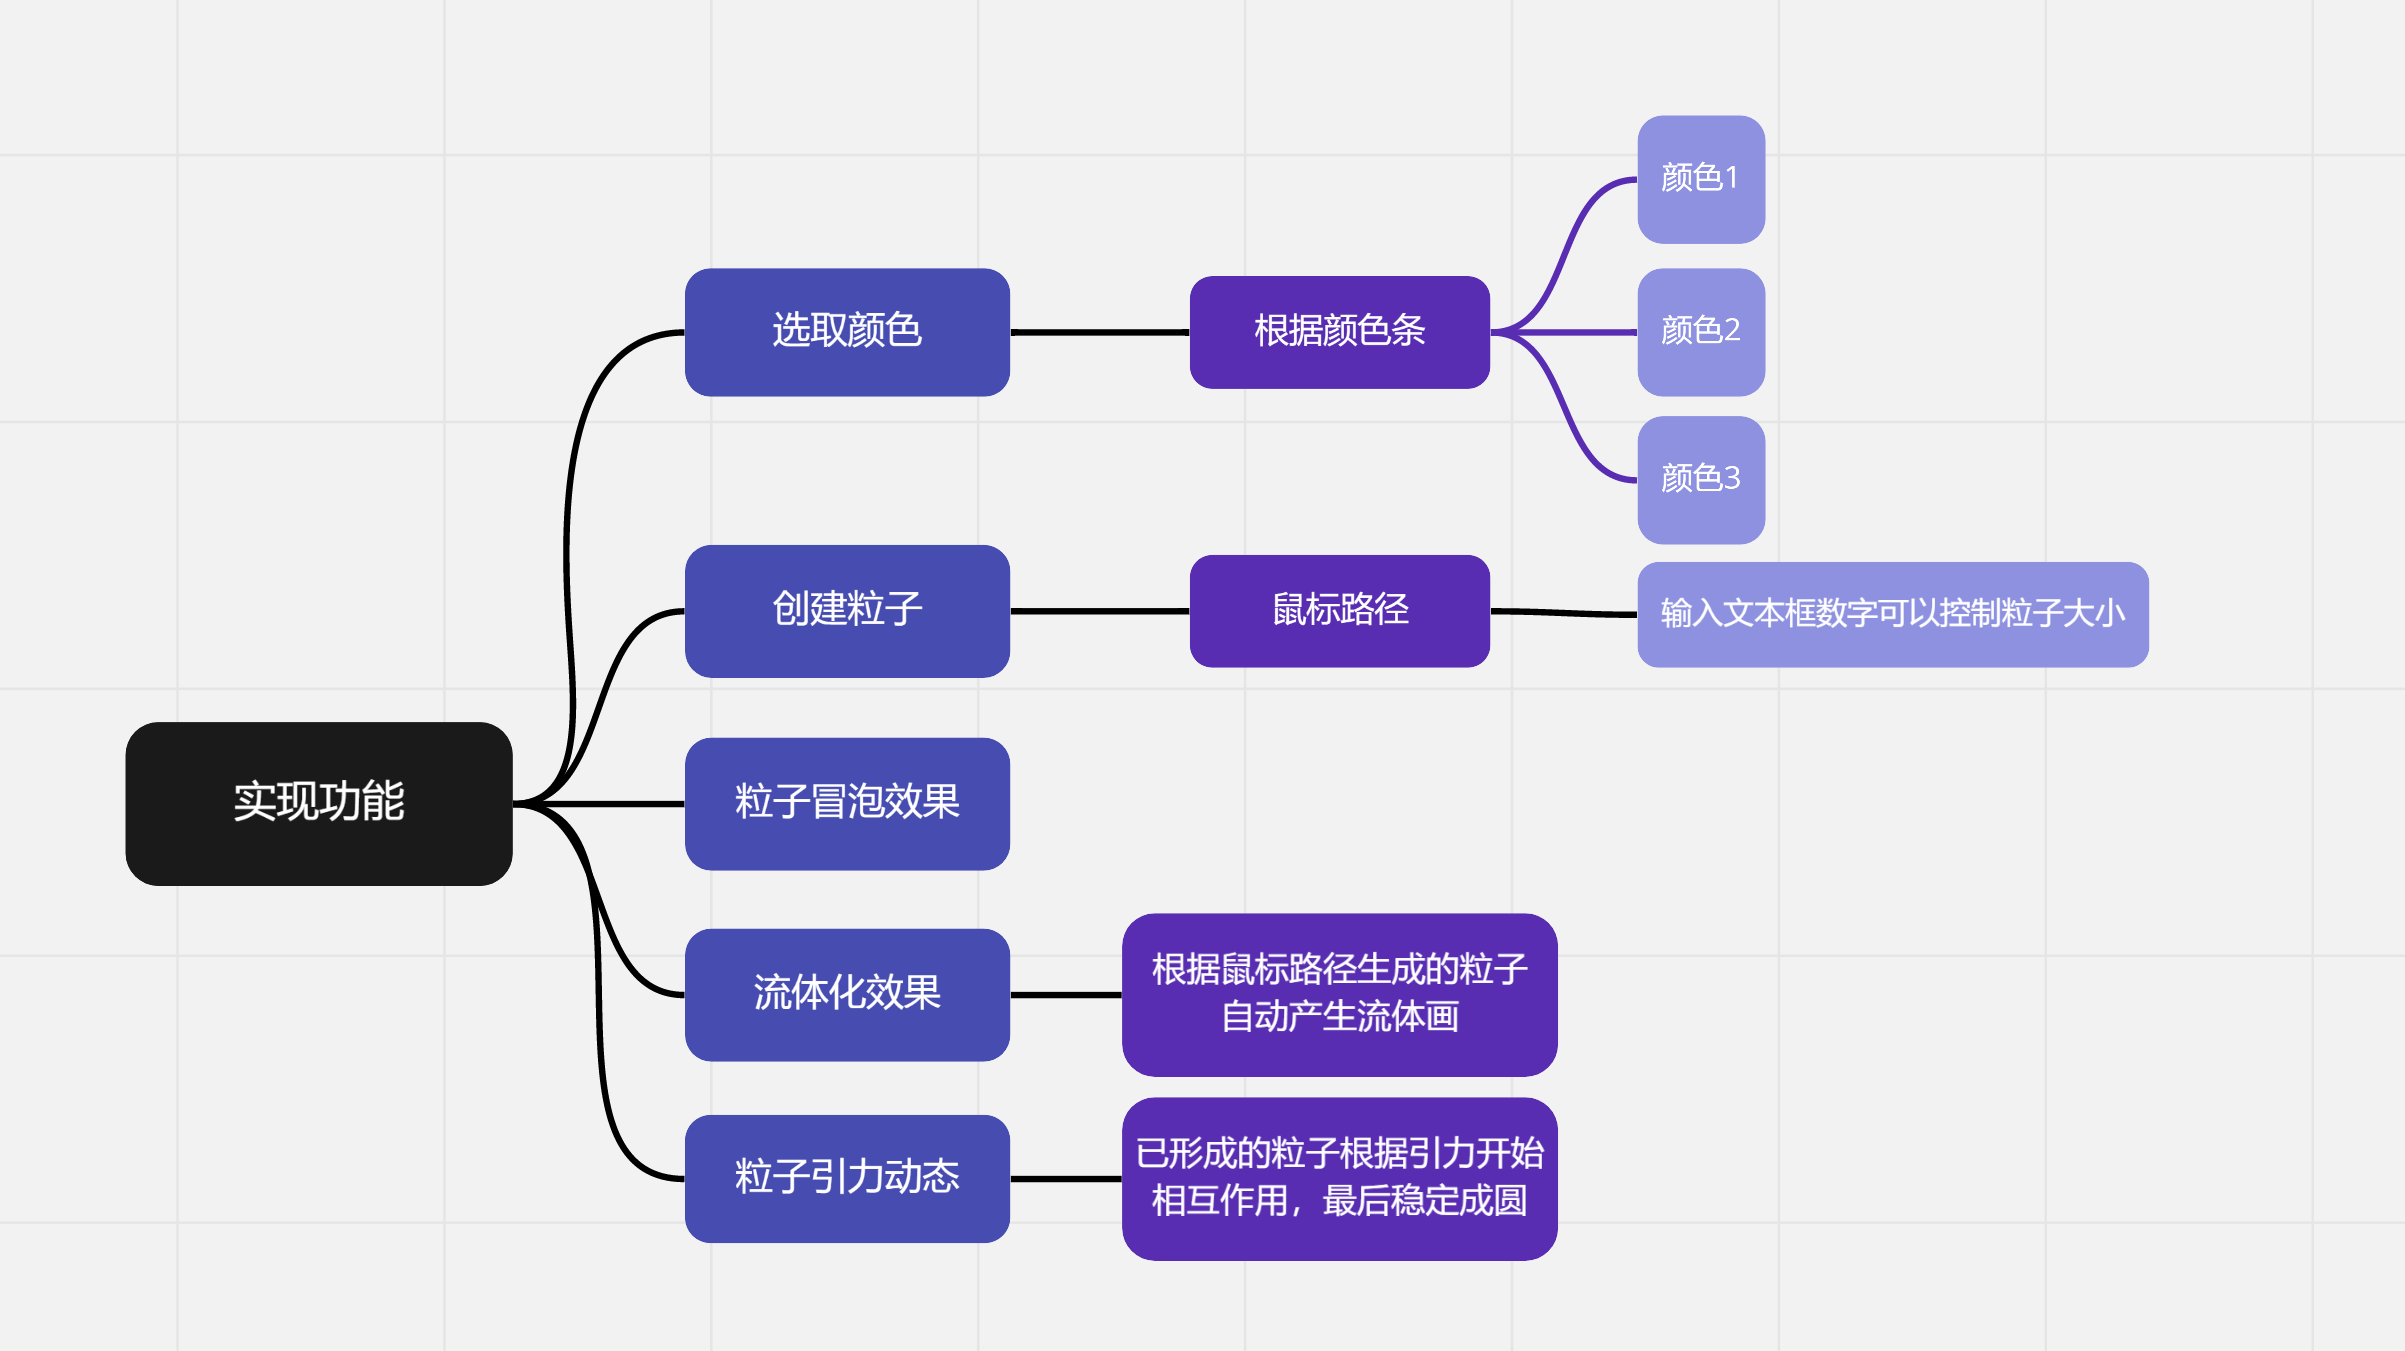 实现功能
选取颜色
根据颜色条
颜色1
颜色2
颜色3
创建粒子
鼠标路径
输入文本框数字可以控制粒子大小
粒子冒泡效果
流体化效果
根据鼠标路径生成的粒子
自动产生流体画
粒子引力动态
已形成的粒子根据引力开始
相互作用，最后稳定成圆